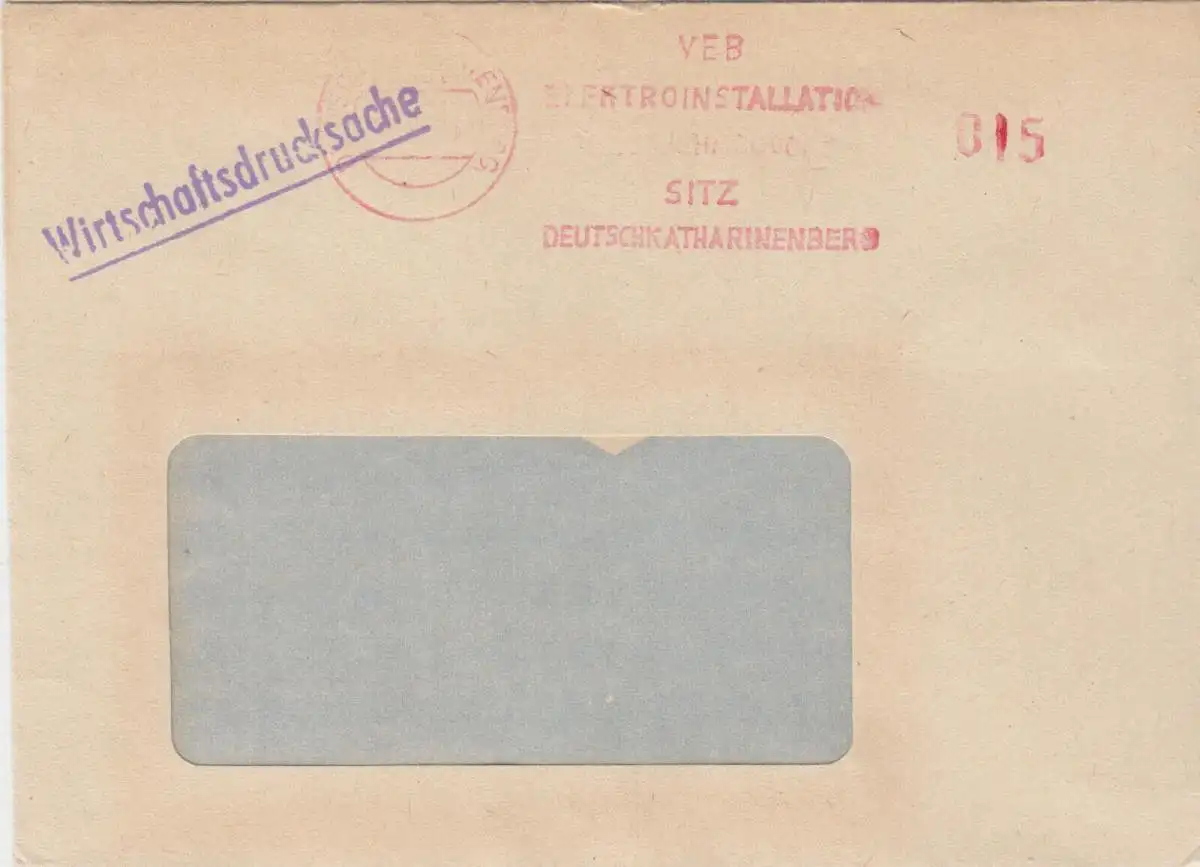 Wirtschaftsdrucksache
VEB
ELEKTROINSTALLATION
SITZ
DEUTSCHKATHARINENBERG
015